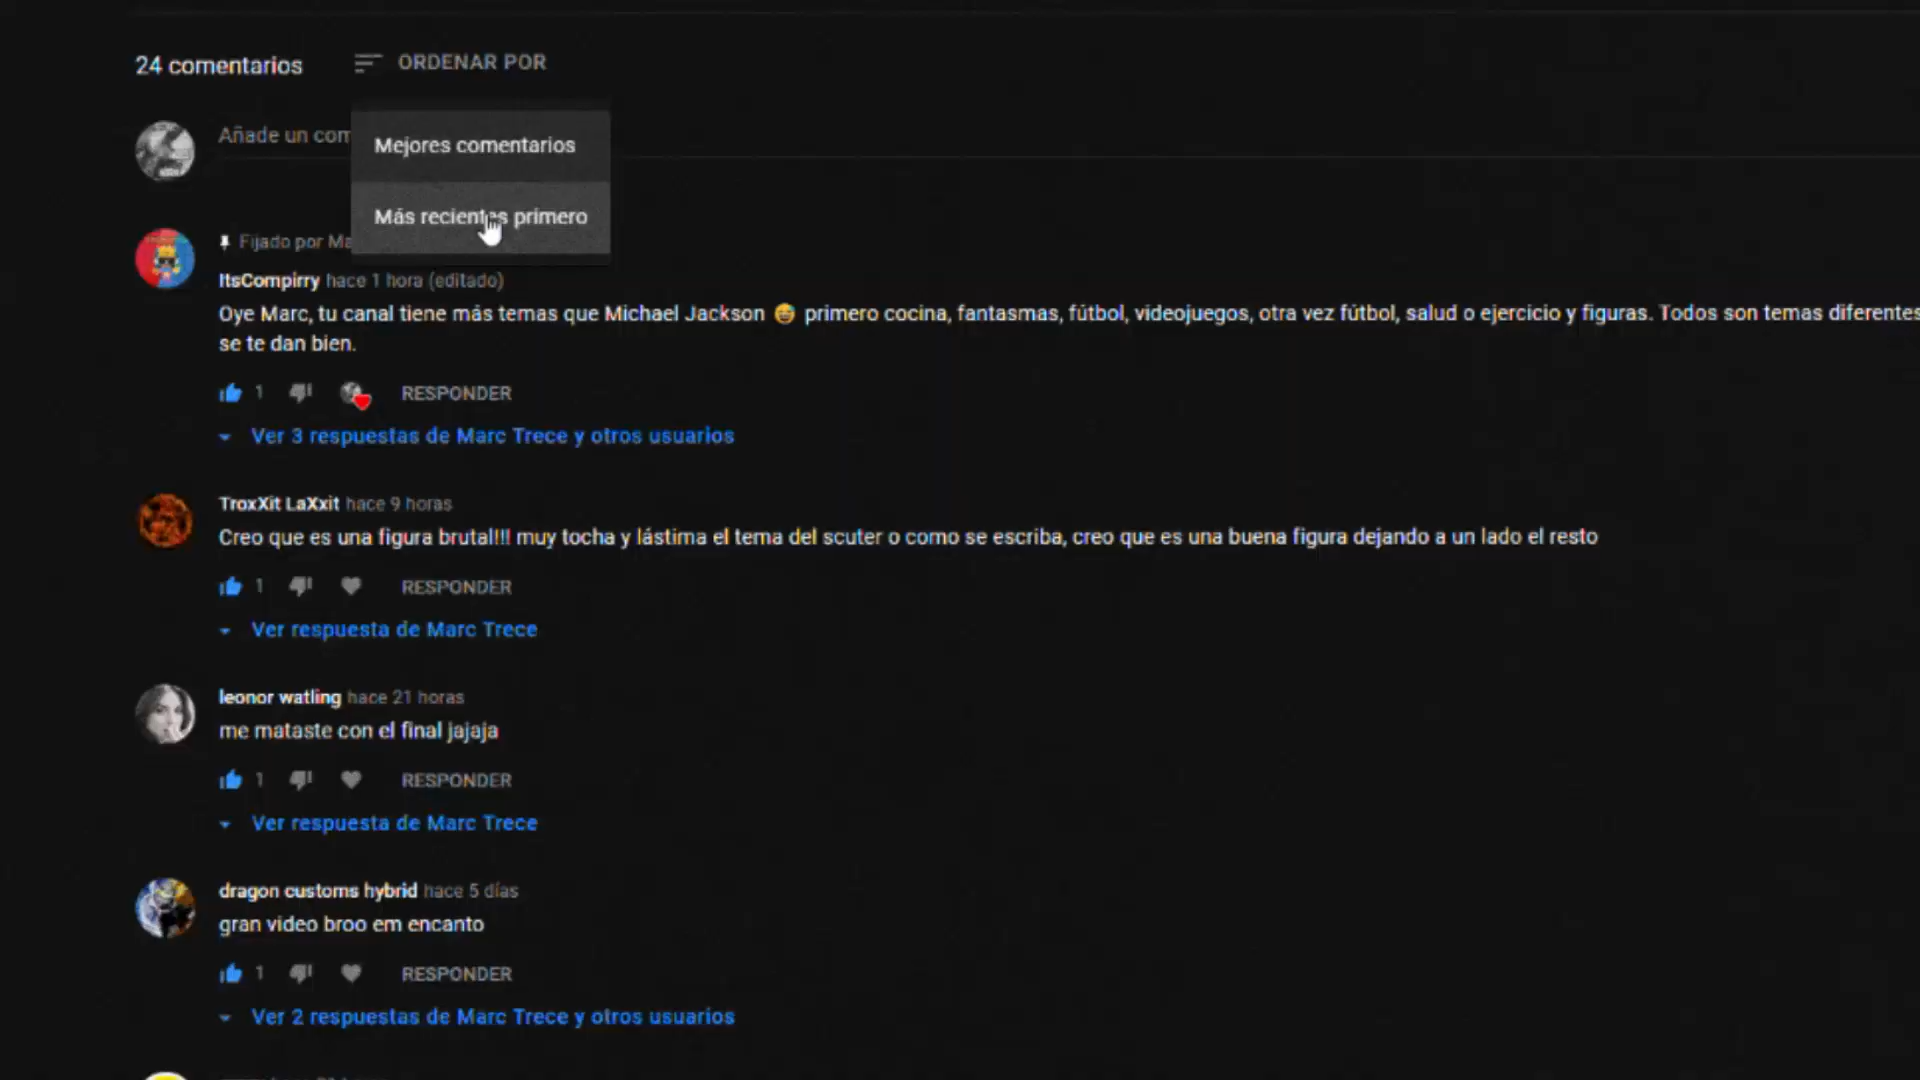 24 comentarios
ORDENAR POR
Añade un com
Mejores comentarios
Más recientes primero
Fijado por Ma
ItsCompirry hace 1 hora (editado)
Oye Marc, tu canal tiene más temas que Michael Jackson 😅 primero cocina, fantasmas, fútbol, videojuegos, otra vez fútbol, salud o ejercicio y figuras. Todos son temas diferentes
se te dan bien.
1 RESPONDER
Ver 3 respuestas de Marc Trece y otros usuarios
TroxXit LaXxit hace 9 horas
Creo que es una figura brutal!!! muy tocha y lástima el tema del scuter o como se escriba, creo que es una buena figura dejando a un lado el resto
1 RESPONDER
Ver respuesta de Marc Trece
leonor watling hace 21 horas
me mataste con el final jajaja
1 RESPONDER
Ver respuesta de Marc Trece
dragon customs hybrid hace 5 días
gran video broo em encanto
1 RESPONDER
Ver 2 respuestas de Marc Trece y otros usuarios